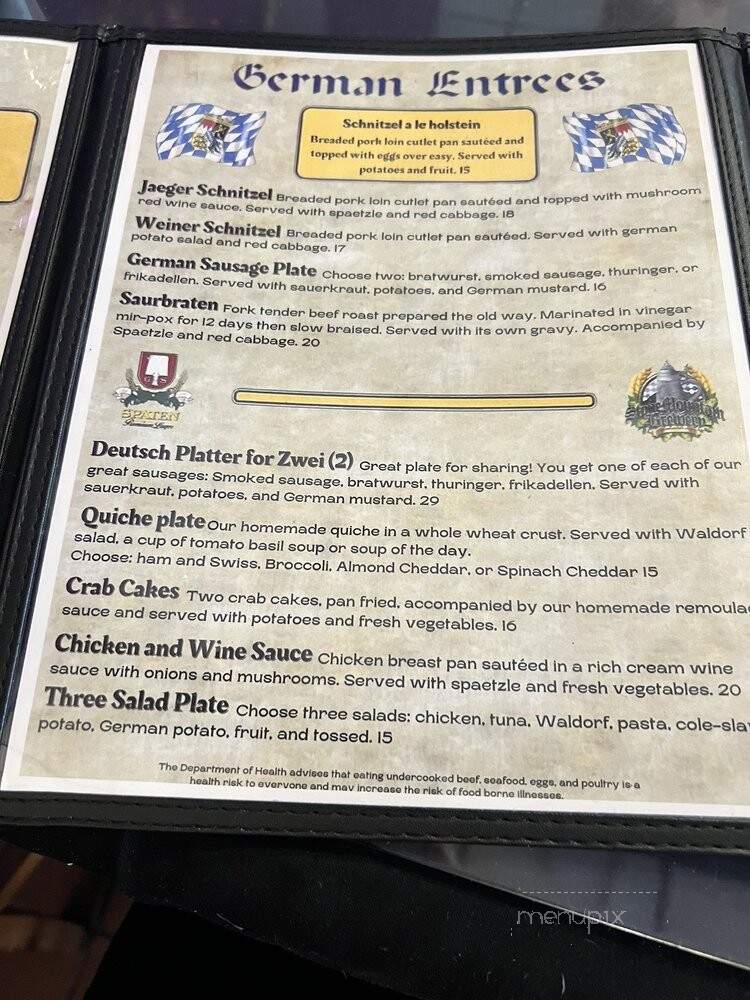 German Entrees
Schnitzel a le holstein
Breaded pork loin cutlet pan sautéed and
topped with eggs over easy. Served with
potatoes and fruit. 15
Jaeger Schnitzel Breaded pork loin cutlet pan sautéed and topped with mushroom
red wine sauce. Served with spaetzle and red cabbage. 18
Weiner Schnitzel Breaded pork loin cutlet pan sautéed. Served with german
potato salad and red cabbage. 17
German Sausage Plate Choose two: bratwurst, smoked sausage, thuringer, or
frikadellen. Served with sauerkraut, potatoes, and German mustard. 16
Saurbraten Fork tender beef roast prepared the old way. Marinated in vinegar
mir-pox for 12 days then slow braised. Served with its own gravy. Accompanied by
Spaetzle and red cabbage. 20
G S
SPATEN
Brewery
Deutsch Platter for Zwei (2) Great plate for sharing! You get one of each of our
great sausages: Smoked sausage, bratwurst, thuringer, frikadellen. Served with
sauerkraut, potatoes, and German mustard. 29
Quiche plate Our homemade quiche in a whole wheat crust. Served with Waldorf
salad, a cup of tomato basil soup or soup of the day.
Choose: ham and Swiss, Broccoli, Almond Cheddar, or Spinach Cheddar 15
Crab Cakes Two crab cakes, pan fried, accompanied by our homemade remoula
sauce and served with potatoes and fresh vegetables. 16
Chicken and Wine Sauce Chicken breast pan sautéed in a rich cream wine
sauce with onions and mushrooms. Served with spaetzle and fresh vegetables. 20
Three Salad Plate Choose three salads: chicken, tuna, Waldorf, pasta, cole-sla
potato, German potato, fruit, and tossed. 15
The Department of Health advises that eating undercooked beef, seafood, eggs, and poultry is a
health risk to everyone and may increase the risk of food borne illnesses.
menupix